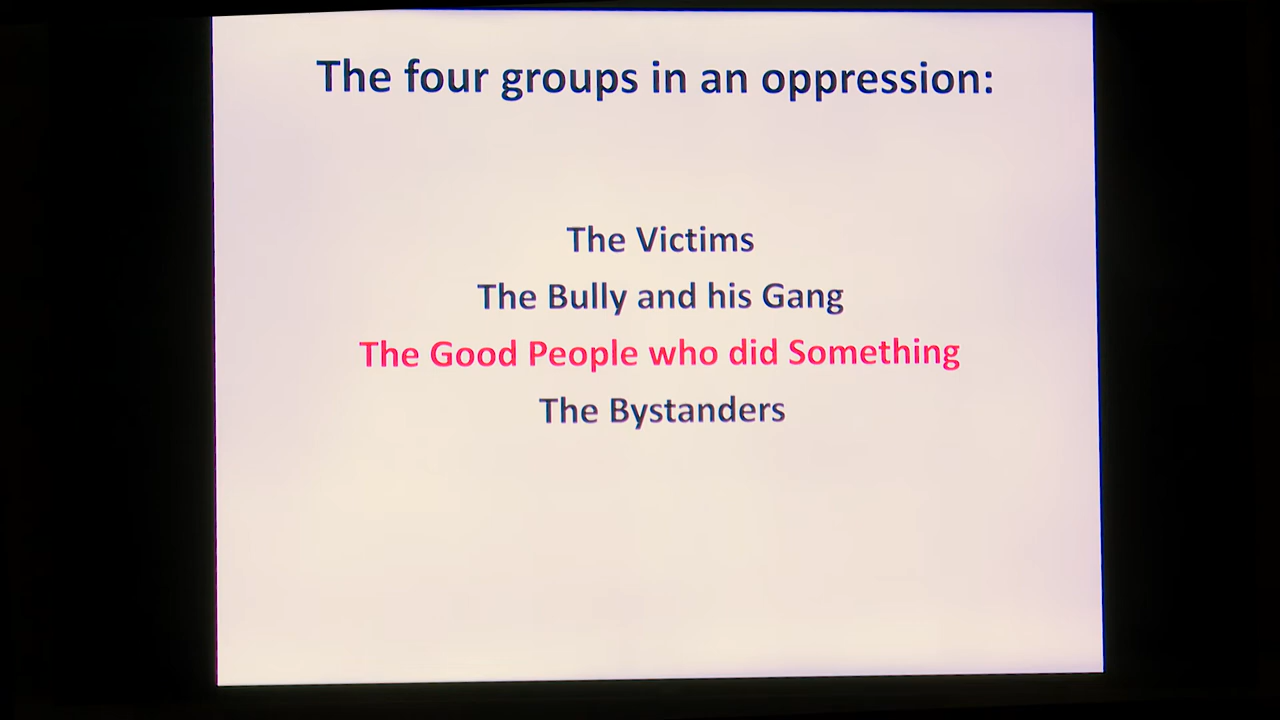 The four groups in an oppression:
The Victims
The Bully and his Gang
The Good People who did Something
The Bystanders